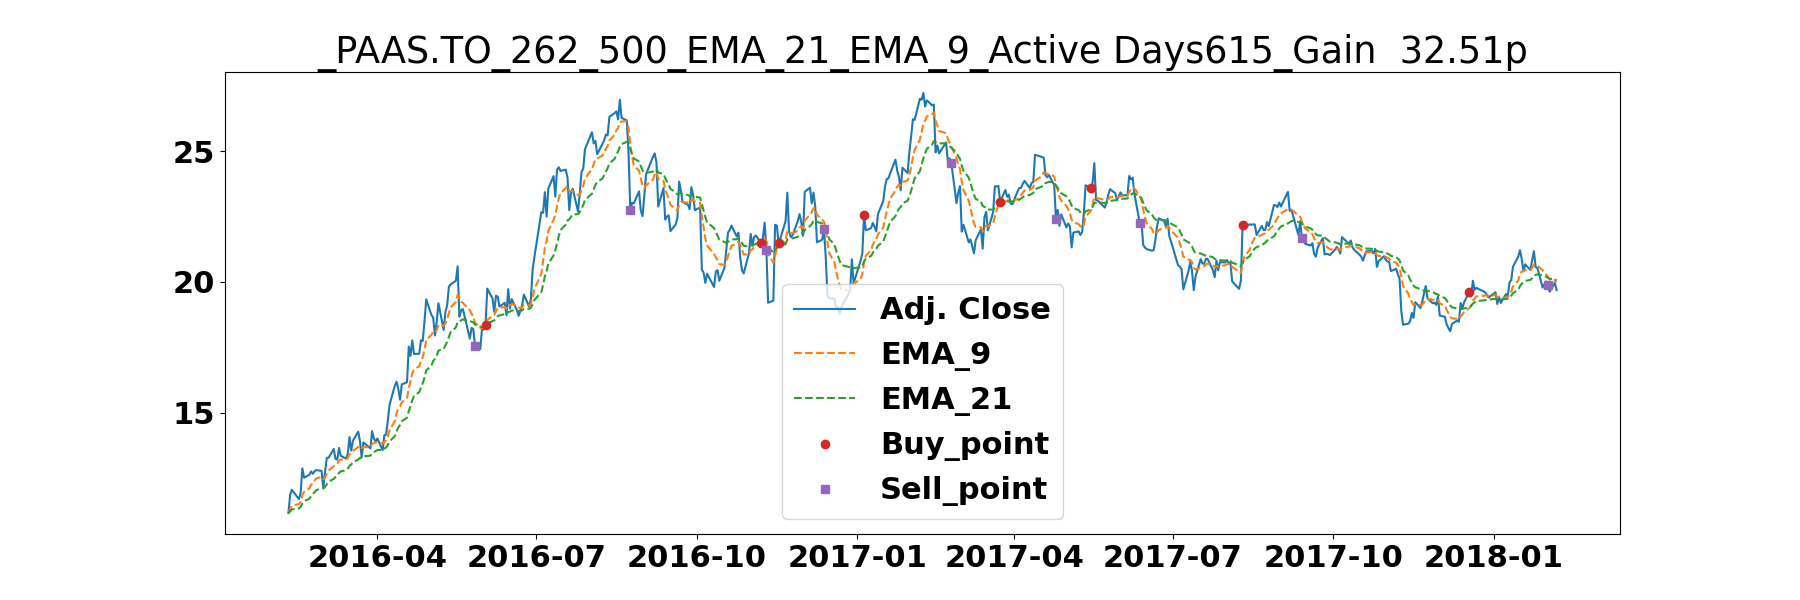 _PAAS.TO_262_500_EMA_21_EMA_9_Active Days615_Gain  32.51p
25
20
15
Adj. Close
EMA_9
EMA_21
Buy_point
Sell_point
2016-04 2016-07 2016-10 2017-01 2017-04 2017-07 2017-10 2018-01